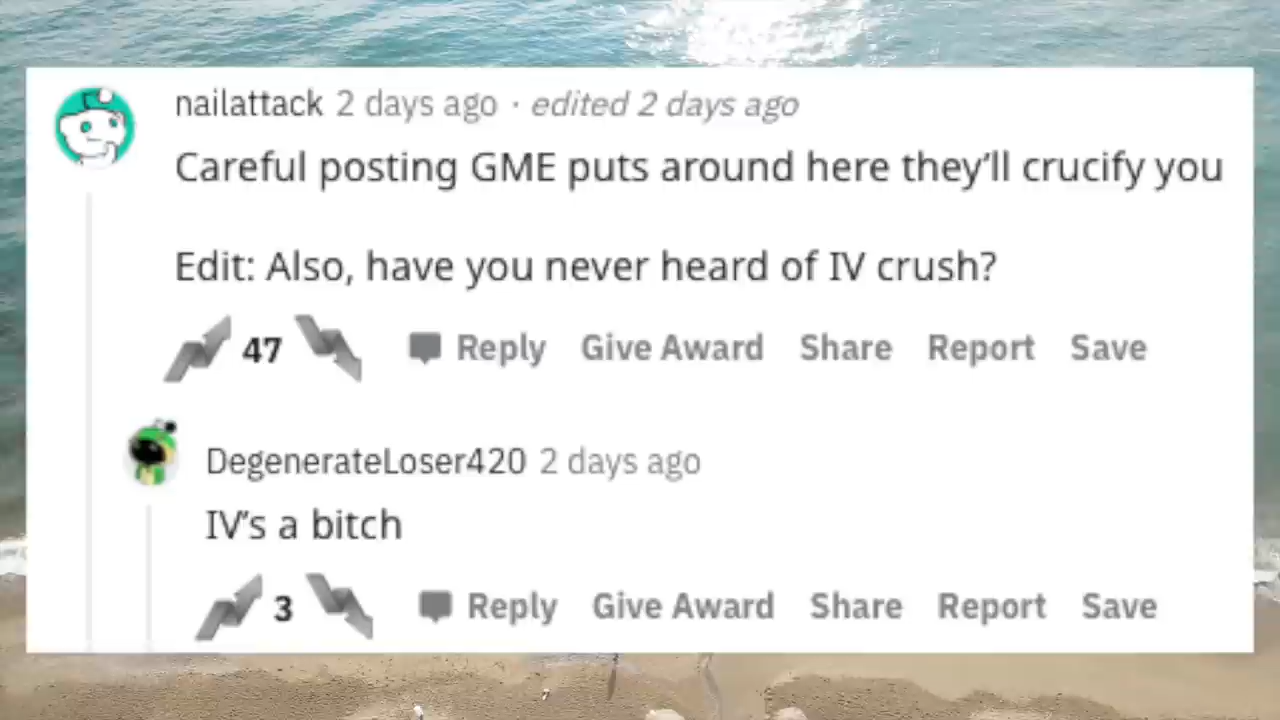 nailattack 2 days ago · edited 2 days ago
Careful posting GME puts around here they'll crucify you
Edit: Also, have you never heard of IV crush?
47 Reply Give Award Share Report Save
DegenerateLoser420 2 days ago
IV's a bitch
3 Reply Give Award Share Report Save